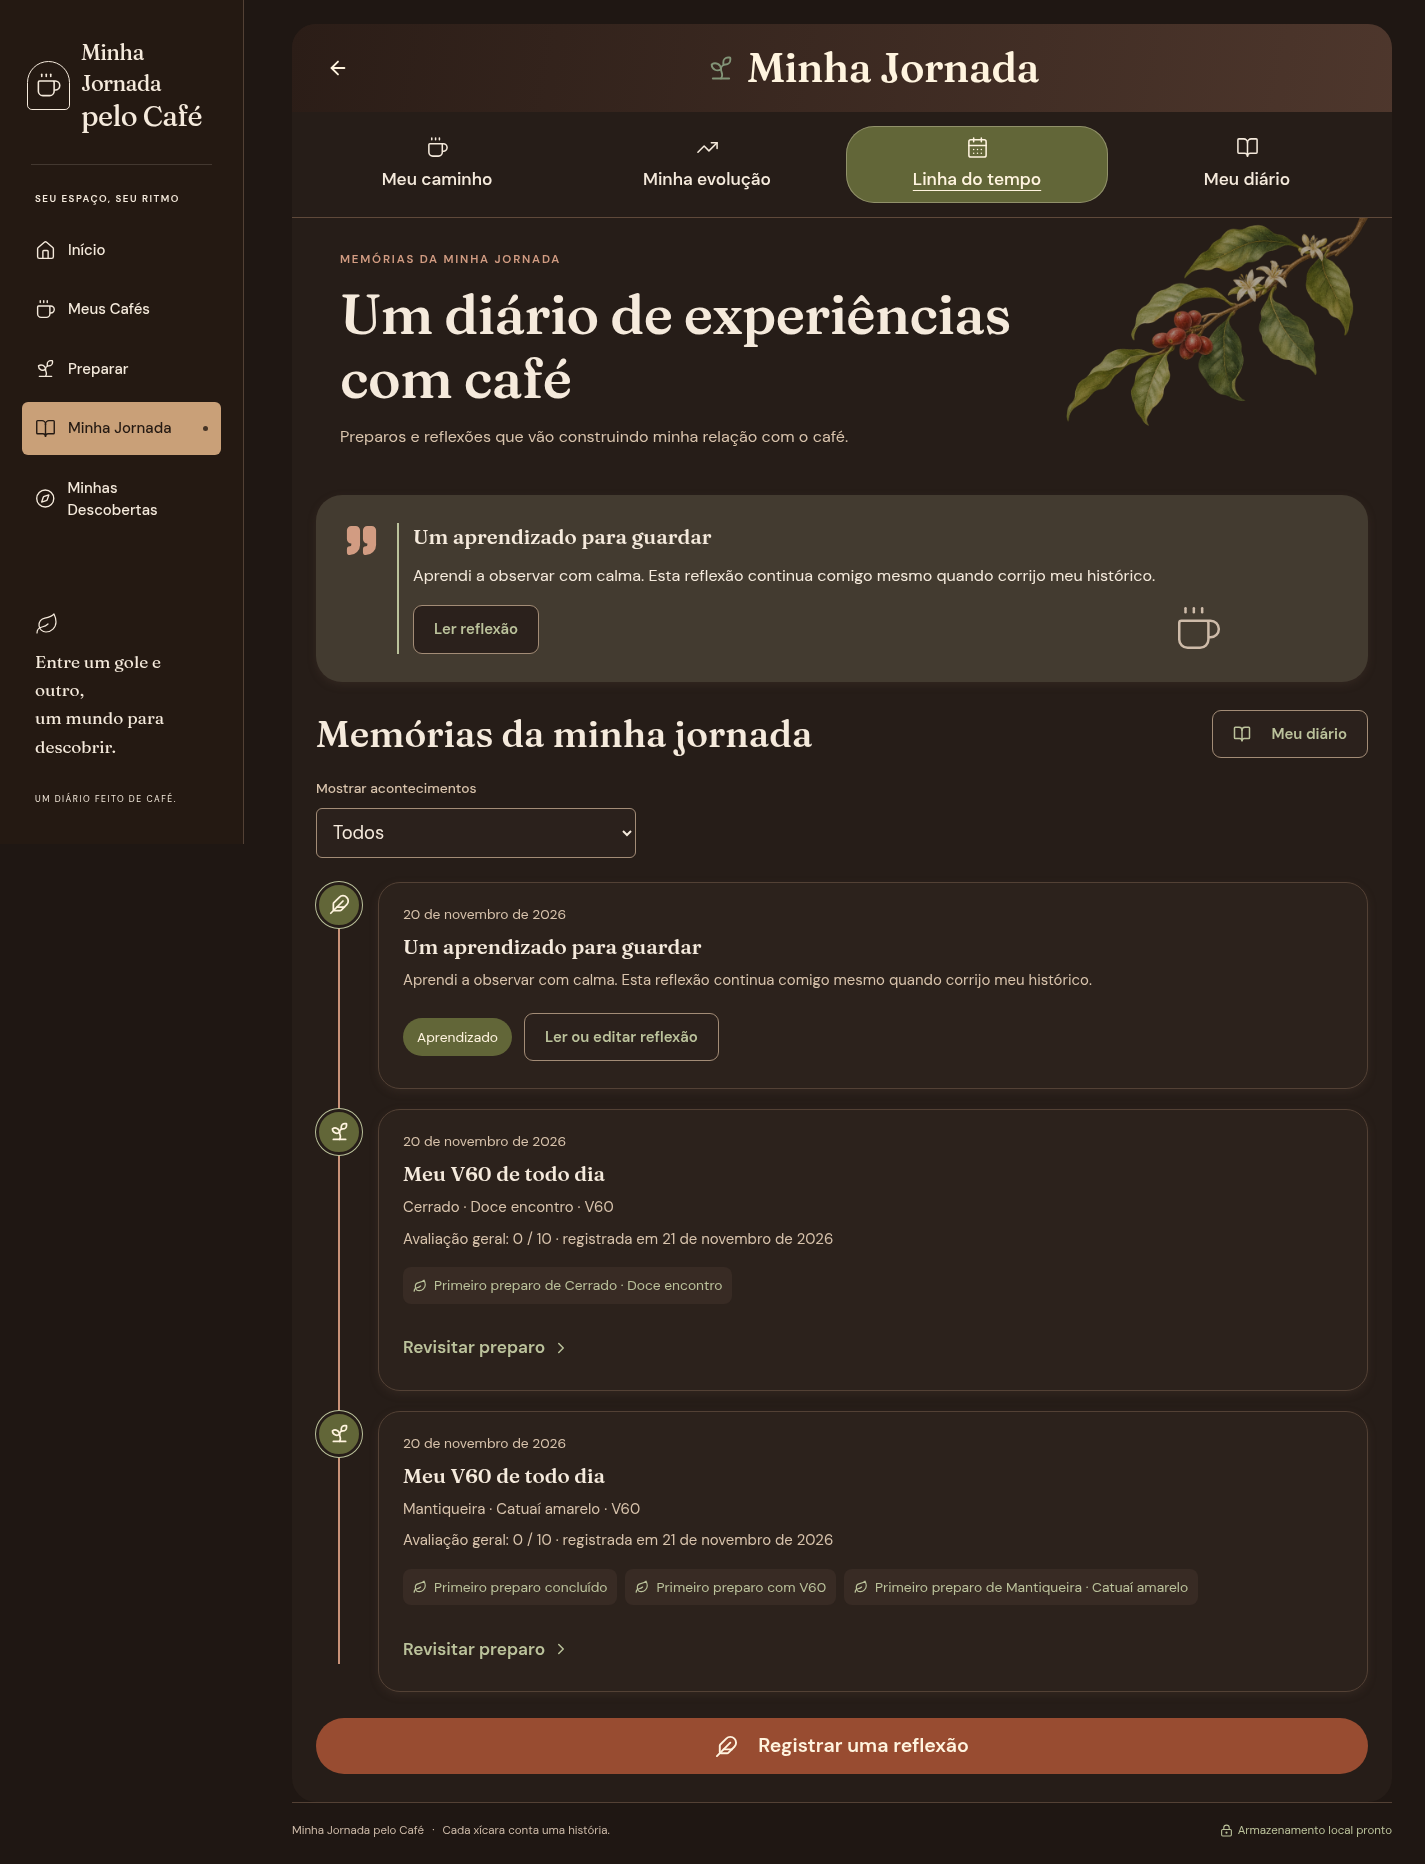 Minha
Jornada
pelo Café
SEU ESPAÇO, SEU RITMO
Início
Meus Cafés
Preparar
Minha Jornada
Minhas
Descobertas
Entre um gole e
outro,
um mundo para
descobrir.
UM DIÁRIO FEITO DE CAFÉ.
Minha Jornada
Meu caminho
Minha evolução
Linha do tempo
Meu diário
MEMÓRIAS DA MINHA JORNADA
Um diário de experiências
com café
Preparos e reflexões que vão construindo minha relação com o café.
Um aprendizado para guardar
Aprendi a observar com calma. Esta reflexão continua comigo mesmo quando corrijo meu histórico.
Ler reflexão
Memórias da minha jornada
Meu diário
Mostrar acontecimentos
Todos
20 de novembro de 2026
Um aprendizado para guardar
Aprendi a observar com calma. Esta reflexão continua comigo mesmo quando corrijo meu histórico.
Aprendizado
Ler ou editar reflexão
20 de novembro de 2026
Meu V60 de todo dia
Cerrado · Doce encontro · V60
Avaliação geral: 0 / 10 · registrada em 21 de novembro de 2026
Primeiro preparo de Cerrado · Doce encontro
Revisitar preparo
20 de novembro de 2026
Meu V60 de todo dia
Mantiqueira · Catuaí amarelo · V60
Avaliação geral: 0 / 10 · registrada em 21 de novembro de 2026
Primeiro preparo concluído
Primeiro preparo com V60
Primeiro preparo de Mantiqueira · Catuaí amarelo
Revisitar preparo
Registrar uma reflexão
Minha Jornada pelo Café · Cada xícara conta uma história.
Armazenamento local pronto